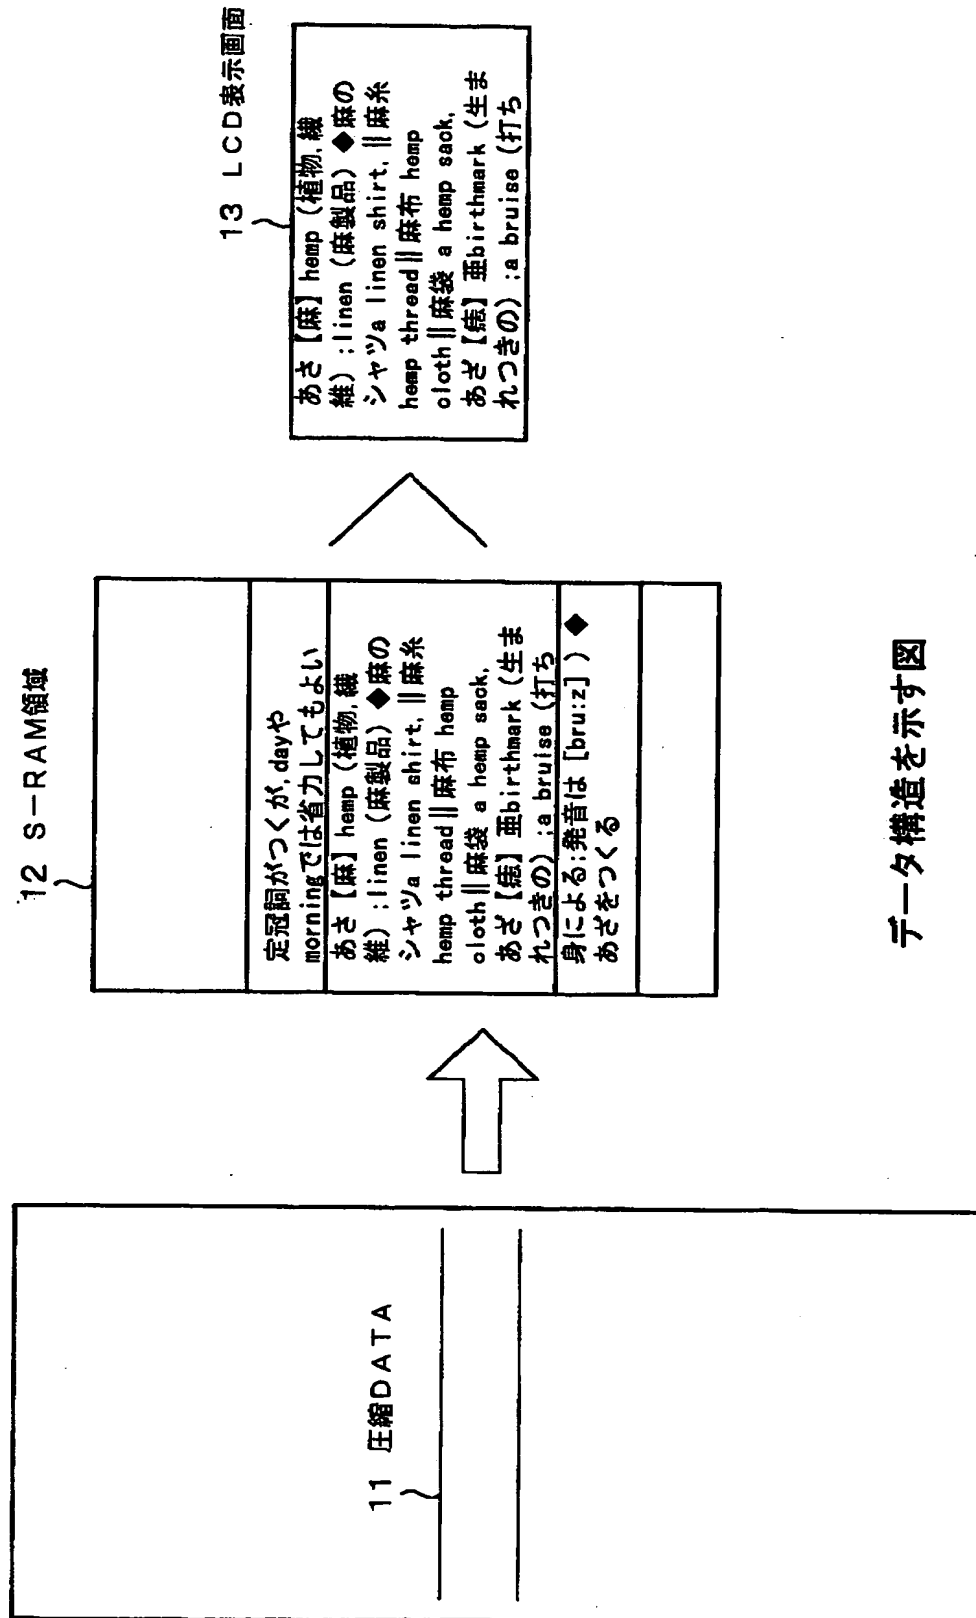 11 圧縮DATA
12 S-RAM領域
定冠詞がつくが,dayや
morningでは省力してもよい
あさ【麻】hemp (植物,繊
維) ;linen (麻製品) ◆麻の
シャツa linen shirt, ‖麻糸
hemp thread‖麻布 hemp
cloth‖麻袋 a hemp sack,
あざ【痣】亜birthmark (生ま
れつきの) ;a bruise (打ち
身による;発音は [bru:z] ) ◆
あざをつくる
13 LCD表示画面
あさ【麻】hemp (植物,繊
維) ;linen (麻製品) ◆麻の
シャツa linen shirt, ‖麻糸
hemp thread‖麻布 hemp
cloth‖麻袋 a hemp sack,
あざ【痣】亜birthmark (生ま
れつきの) ;a bruise (打ち
データ構造を示す図